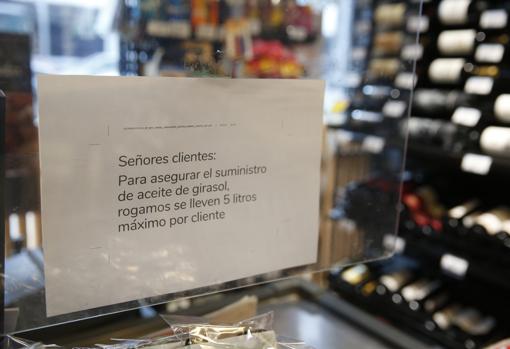 Señores clientes:
Para asegurar el suministro
de aceite de girasol,
rogamos se lleven 5 litros
máximo por cliente